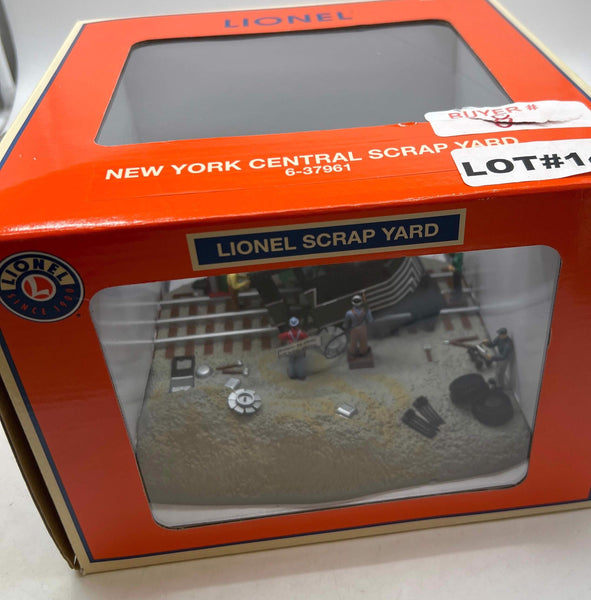 LIONEL
BUYER #
NEW YORK CENTRAL SCRAP YARD
6-37961
LOT#1
LIONEL SCRAP YARD
LIONEL
SINCE 1900